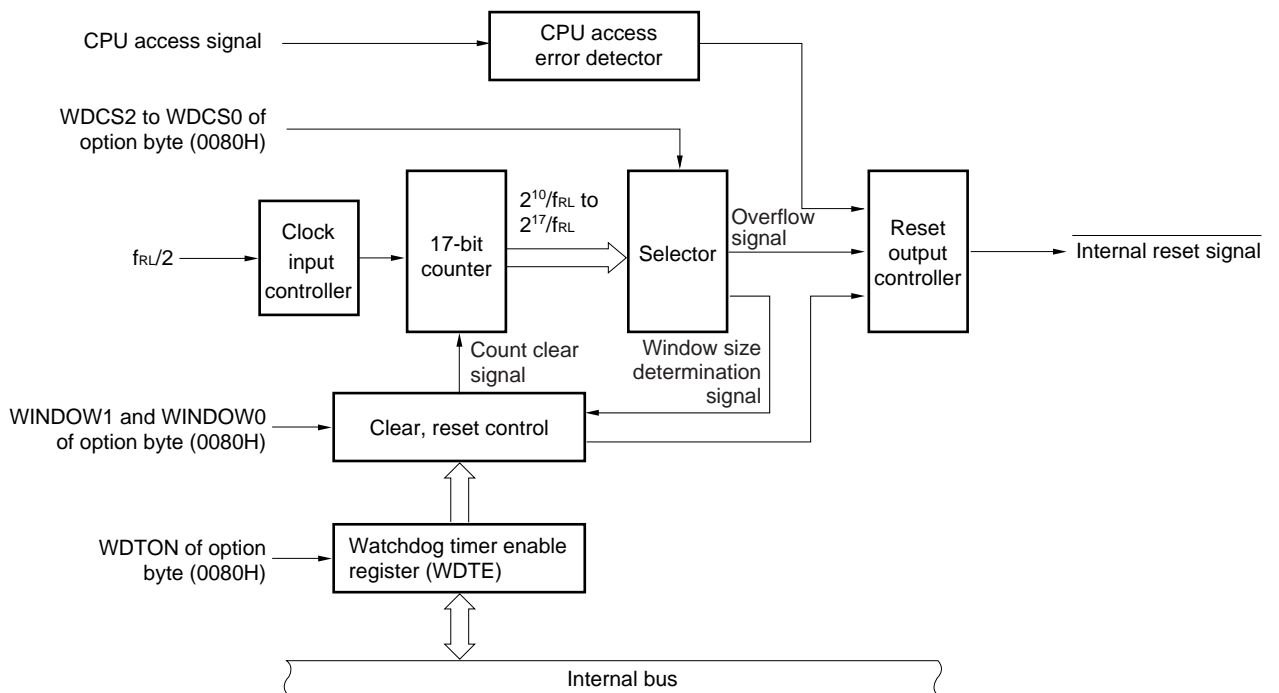 CPU access signal
CPU access
error detector
WDCS2 to WDCS0 of
option byte (0080H)
fRL/2
Clock
input
controller
17-bit
counter
2¹⁰/fRL to
2¹⁷/fRL
Selector
Overflow
signal
Reset
output
controller
Internal reset signal
Count clear
signal
Window size
determination
signal
WINDOW1 and WINDOW0
of option byte (0080H)
Clear, reset control
WDTON of option
byte (0080H)
Watchdog timer enable
register (WDTE)
Internal bus